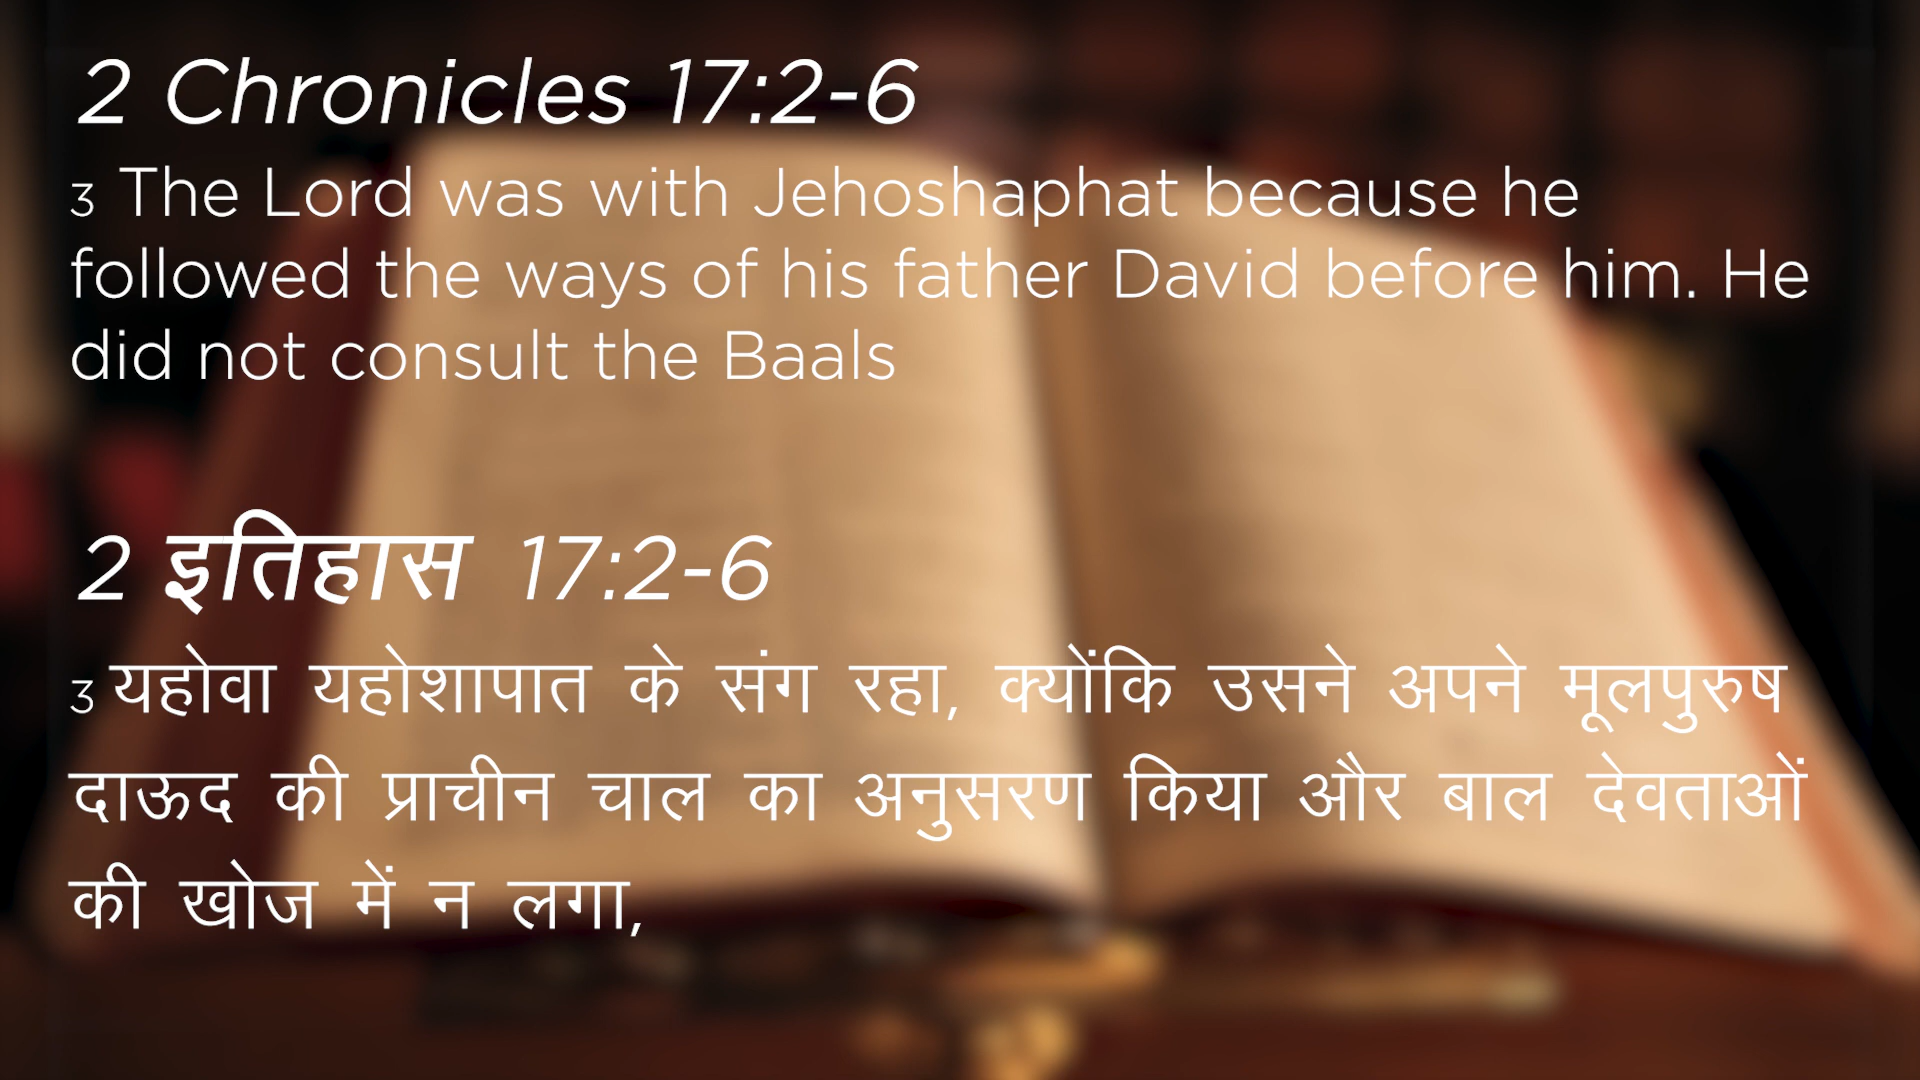 2 Chronicles 17:2-6
3 The Lord was with Jehoshaphat because he
followed the ways of his father David before him. He
did not consult the Baals
2 इतिहास 17:2-6
3 यहोवा यहोशापात के संग रहा, क्योंकि उसने अपने मूलपुरुष
दाऊद की प्राचीन चाल का अनुसरण किया और बाल देवताओं
की खोज में न लगा,